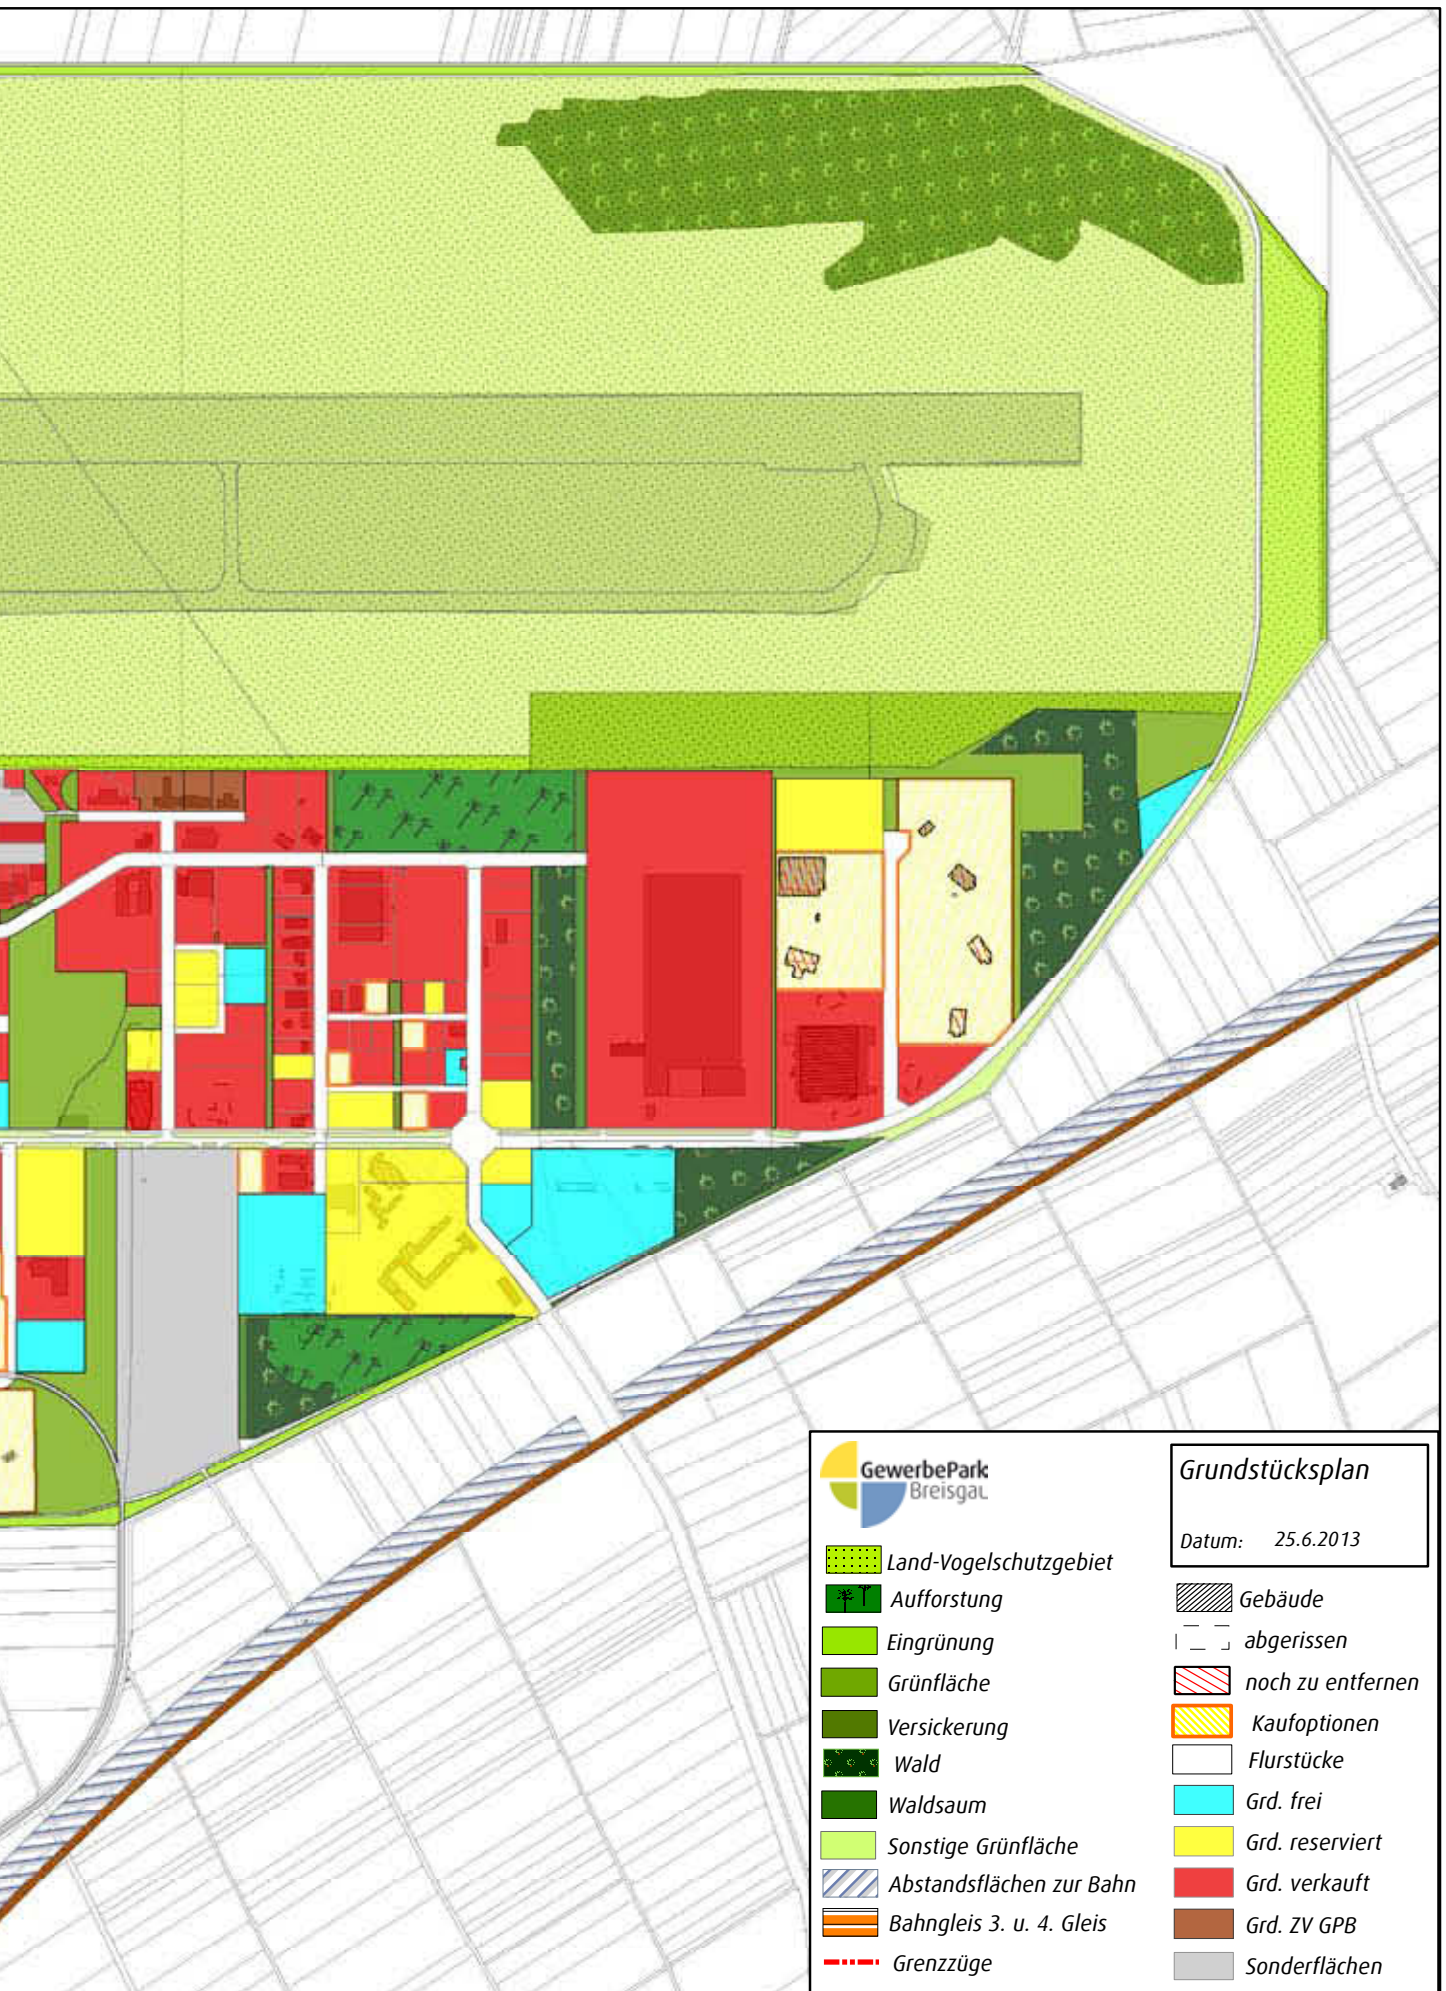 GewerbePark
Breisgau
Grundstücksplan
Datum: 25.6.2013
Land-Vogelschutzgebiet
Aufforstung
Eingrünung
Grünfläche
Versickerung
Wald
Waldsaum
Sonstige Grünfläche
Abstandsflächen zur Bahn
Bahngleis 3. u. 4. Gleis
Grenzzüge
Gebäude
abgerissen
noch zu entfernen
Kaufoptionen
Flurstücke
Grd. frei
Grd. reserviert
Grd. verkauft
Grd. ZV GPB
Sonderflächen